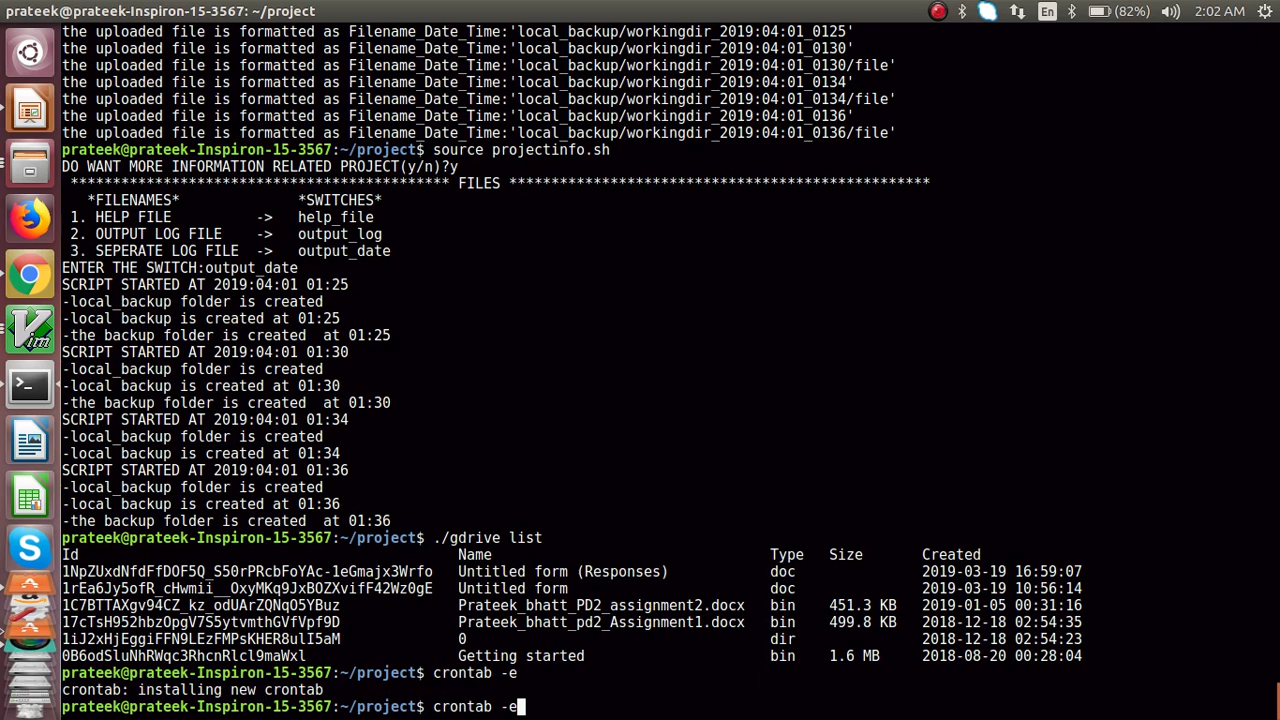 prateek@prateek-Inspiron-15-3567: ~/project
En
(82%)
2:02 AM
the uploaded file is formatted as Filename_Date_Time:'local_backup/workingdir_2019:04:01_0125'
the uploaded file is formatted as Filename_Date_Time:'local_backup/workingdir_2019:04:01_0130'
the uploaded file is formatted as Filename_Date_Time:'local_backup/workingdir_2019:04:01_0130/file'
the uploaded file is formatted as Filename_Date_Time:'local_backup/workingdir_2019:04:01_0134'
the uploaded file is formatted as Filename_Date_Time:'local_backup/workingdir_2019:04:01_0134/file'
the uploaded file is formatted as Filename_Date_Time:'local_backup/workingdir_2019:04:01_0136'
the uploaded file is formatted as Filename_Date_Time:'local_backup/workingdir_2019:04:01_0136/file'
prateek@prateek-Inspiron-15-3567:~/project$ source projectinfo.sh
DO WANT MORE INFORMATION RELATED PROJECT(y/n)?y
********************************************* FILES **************************************************
*FILENAMES* *SWITCHES*
1. HELP FILE -> help_file
2. OUTPUT LOG FILE -> output_log
3. SEPERATE LOG FILE -> output_date
ENTER THE SWITCH:output_date
SCRIPT STARTED AT 2019:04:01 01:25
-local_backup folder is created
-local_backup is created at 01:25
-the backup folder is created  at 01:25
SCRIPT STARTED AT 2019:04:01 01:30
-local_backup folder is created
-local_backup is created at 01:30
-the backup folder is created  at 01:30
SCRIPT STARTED AT 2019:04:01 01:34
-local_backup folder is created
-local_backup is created at 01:34
SCRIPT STARTED AT 2019:04:01 01:36
-local_backup folder is created
-local_backup is created at 01:36
-the backup folder is created  at 01:36
prateek@prateek-Inspiron-15-3567:~/project$ ./gdrive list
Id Name Type Size Created
1NpZUxdNfdFfDOF5Q_S50rPRcbFoYAc-1eGmajx3Wrfo Untitled form (Responses) doc 2019-03-19 16:59:07
1rEa6Jy5ofR_cHwmii__OxyMKq9JxBOZXvifF42Wz0gE Untitled form doc 2019-03-19 10:56:14
1C7BTTAXgv94CZ_kz_odUArZQNqO5YBuz Prateek_bhatt_PD2_assignment2.docx bin 451.3 KB 2019-01-05 00:31:16
17cTsH952hbzOpgV7S5ytvmthGVfVpf9D Prateek_bhatt_pd2_Assignment1.docx bin 499.8 KB 2018-12-18 02:54:35
1iJ2xHjEggiFFN9LEzFMPsKHER8ulI5aM 0 dir 2018-12-18 02:54:23
0B6odSluNhRWqc3RhcnRlcl9maWxl Getting started bin 1.6 MB 2018-08-20 00:28:04
prateek@prateek-Inspiron-15-3567:~/project$ crontab -e
crontab: installing new crontab
prateek@prateek-Inspiron-15-3567:~/project$ crontab -e